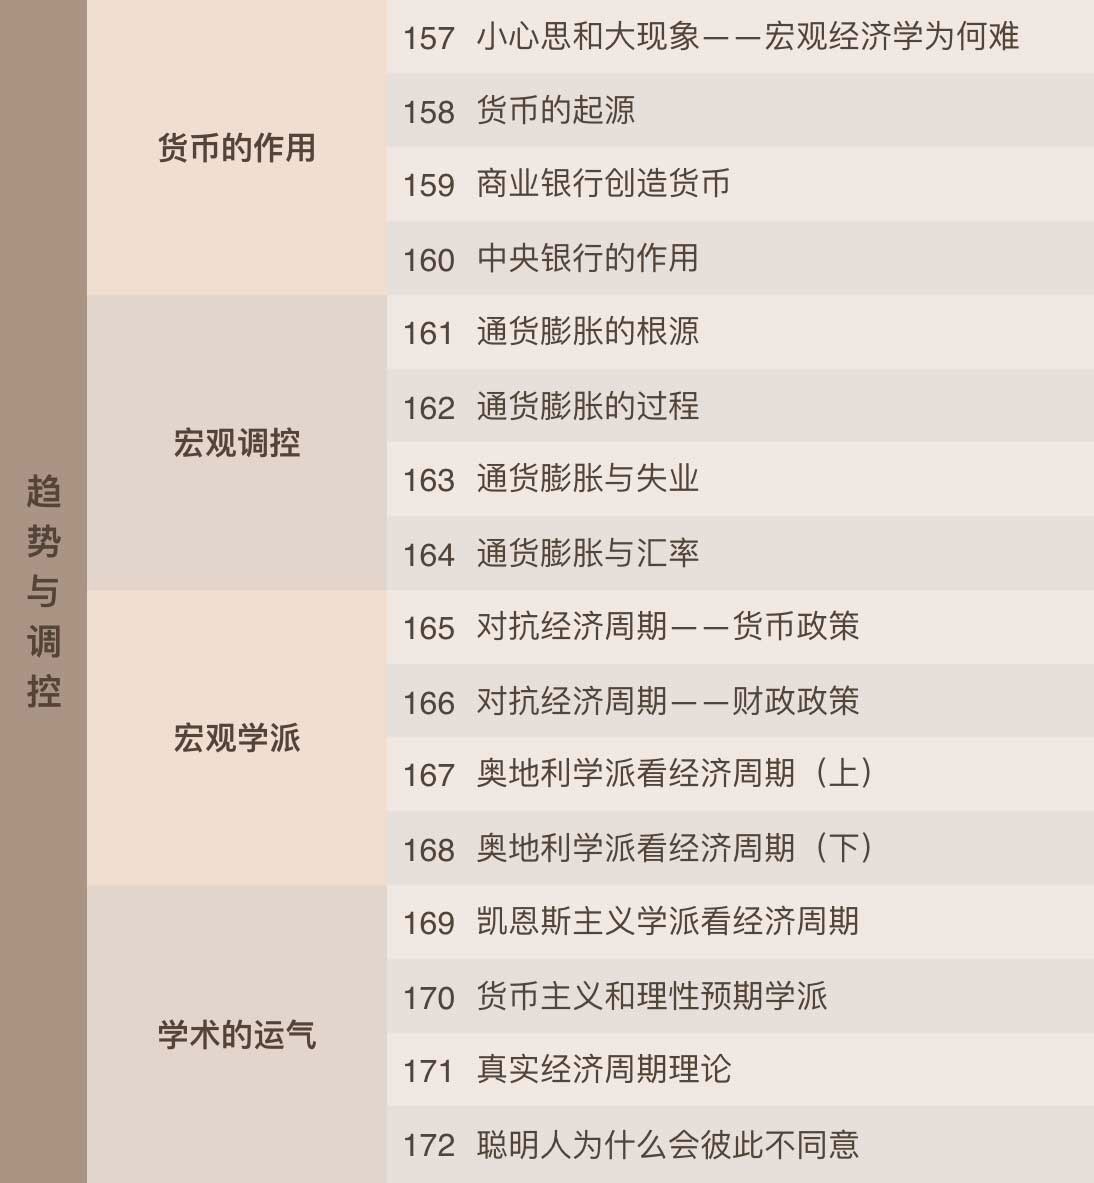 趋势与调控
货币的作用
157 小心思和大现象——宏观经济学为何难
158 货币的起源
159 商业银行创造货币
160 中央银行的作用
宏观调控
161 通货膨胀的根源
162 通货膨胀的过程
163 通货膨胀与失业
164 通货膨胀与汇率
宏观学派
165 对抗经济周期——货币政策
166 对抗经济周期——财政政策
167 奥地利学派看经济周期（上）
168 奥地利学派看经济周期（下）
学术的运气
169 凯恩斯主义学派看经济周期
170 货币主义和理性预期学派
171 真实经济周期理论
172 聪明人为什么会彼此不同意